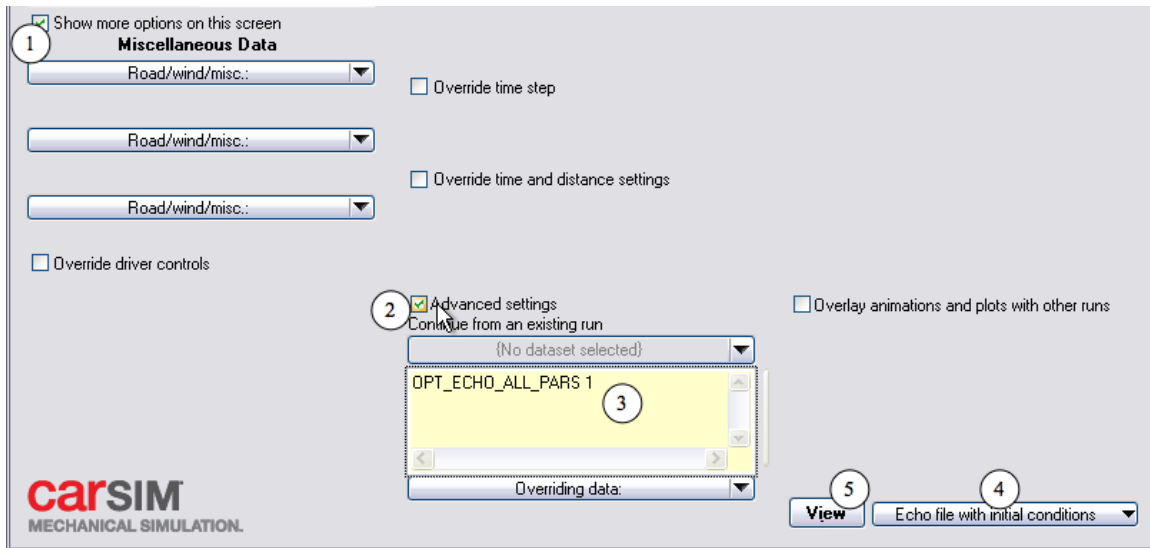 Show more options on this screen
1
Miscellaneous Data
Road/wind/misc.:
Override time step
Road/wind/misc.:
Override time and distance settings
Road/wind/misc.:
Override driver controls
2
Advanced settings
Overlay animations and plots with other runs
Continue from an existing run
{No dataset selected}
OPT_ECHO_ALL_PARS 1
3
Overriding data:
carSIM
MECHANICAL SIMULATION.
5
4
View
Echo file with initial conditions